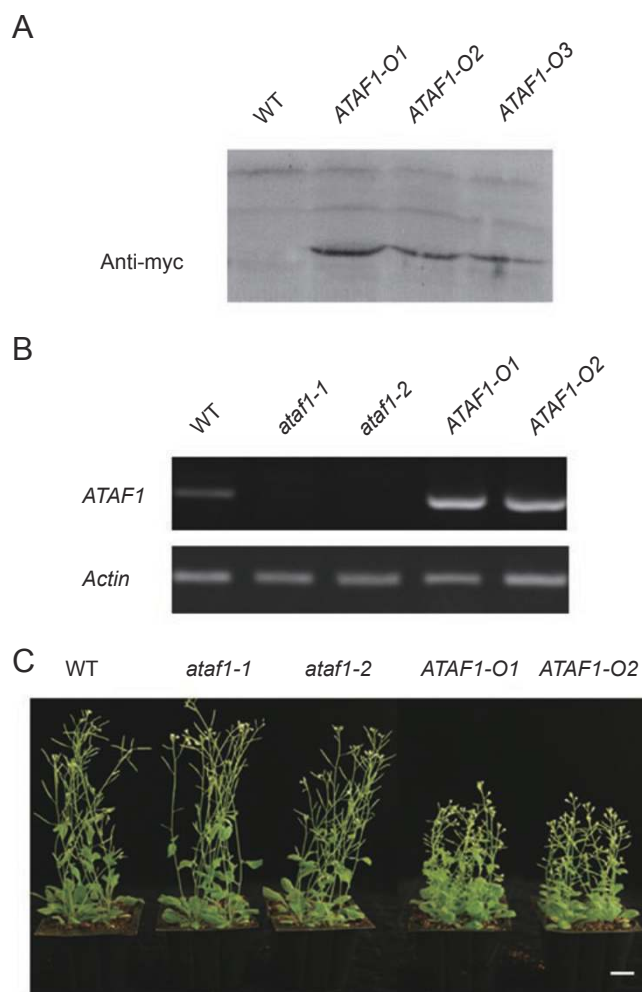 A
WT ATAF1-O1 ATAF1-O2 ATAF1-O3
Anti-myc
B
WT ataf1-1 ataf1-2 ATAF1-O1 ATAF1-O2
ATAF1
Actin
C WT ataf1-1 ataf1-2 ATAF1-O1 ATAF1-O2